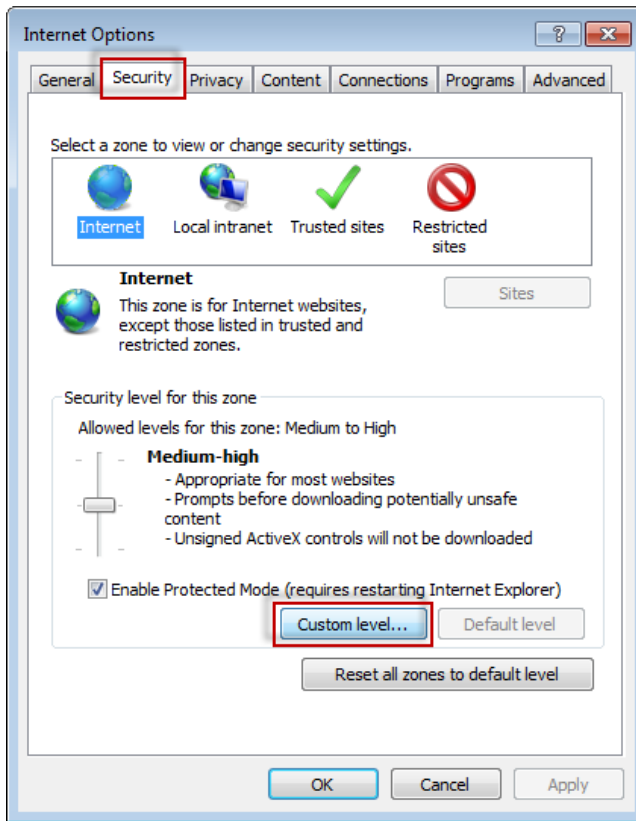 Internet Options
General Security Privacy Content Connections Programs Advanced
Select a zone to view or change security settings.
Internet Local intranet Trusted sites Restricted
sites
Internet
Sites
This zone is for Internet websites,
except those listed in trusted and
restricted zones.
Security level for this zone
Allowed levels for this zone: Medium to High
Medium-high
- Appropriate for most websites
- Prompts before downloading potentially unsafe
content
- Unsigned ActiveX controls will not be downloaded
Enable Protected Mode (requires restarting Internet Explorer)
Custom level... Default level
Reset all zones to default level
OK Cancel Apply